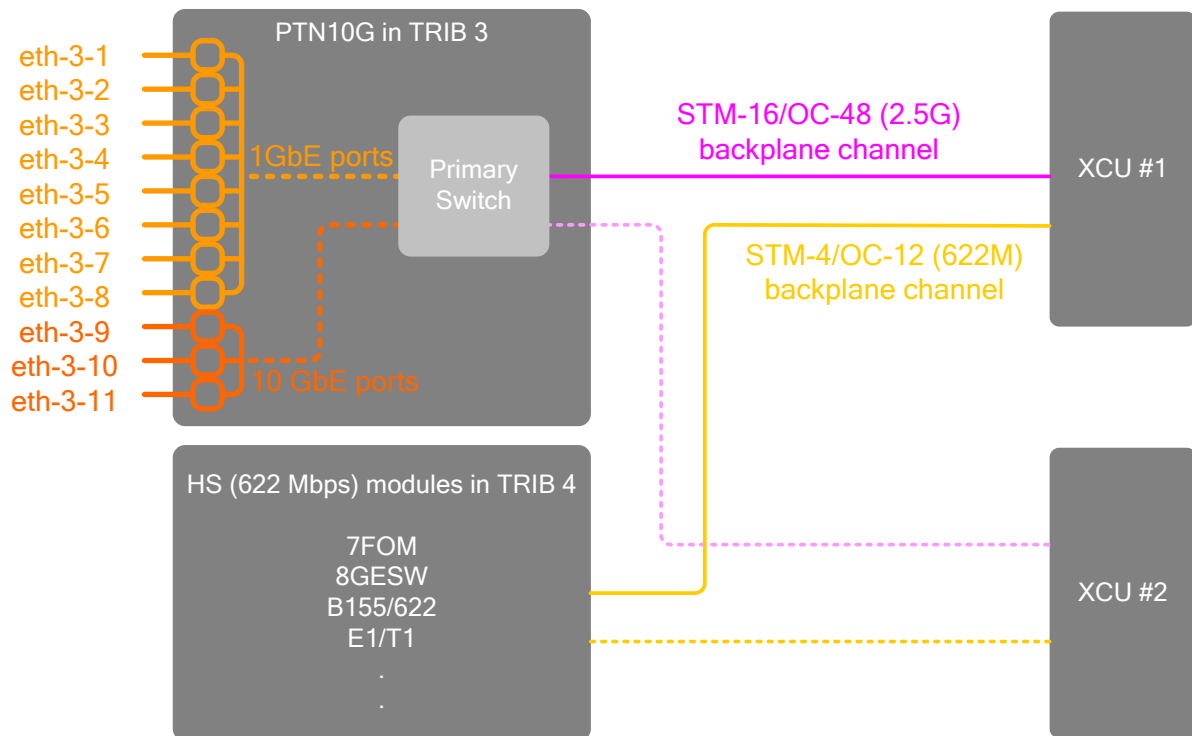 PTN10G in TRIB 3
eth-3-1
eth-3-2
eth-3-3
eth-3-4
eth-3-5
eth-3-6
eth-3-7
eth-3-8
eth-3-9
eth-3-10
eth-3-11
1GbE ports
10 GbE ports
Primary
Switch
STM-16/OC-48 (2.5G)
backplane channel
XCU #1
STM-4/OC-12 (622M)
backplane channel
HS (622 Mbps) modules in TRIB 4
7FOM
8GESW
B155/622
E1/T1
.
.
XCU #2